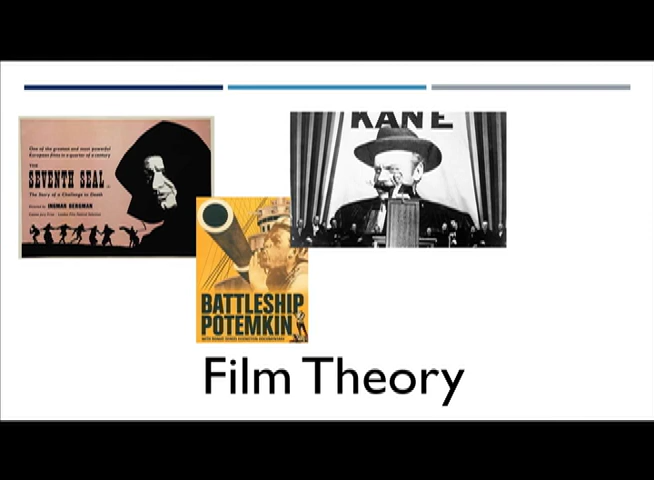 One of the greatest and most powerful
European films in a quarter of a century
THE
SEVENTH SEAL
The Story of a Challenge to Death
Directed by INGMAR BERGMAN
KANE
BATTLESHIP
POTEMKIN
Film Theory